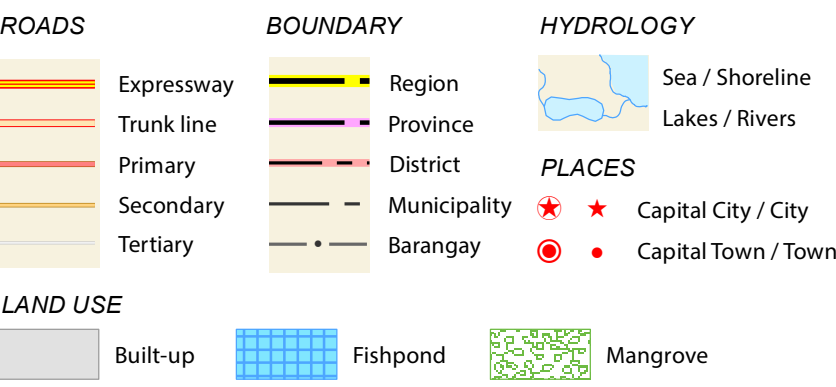 ROADS
Expressway
Trunk line
Primary
Secondary
Tertiary
BOUNDARY
Region
Province
District
Municipality
Barangay
HYDROLOGY
Sea / Shoreline
Lakes / Rivers
PLACES
Capital City / City
Capital Town / Town
LAND USE
Built-up
Fishpond
Mangrove